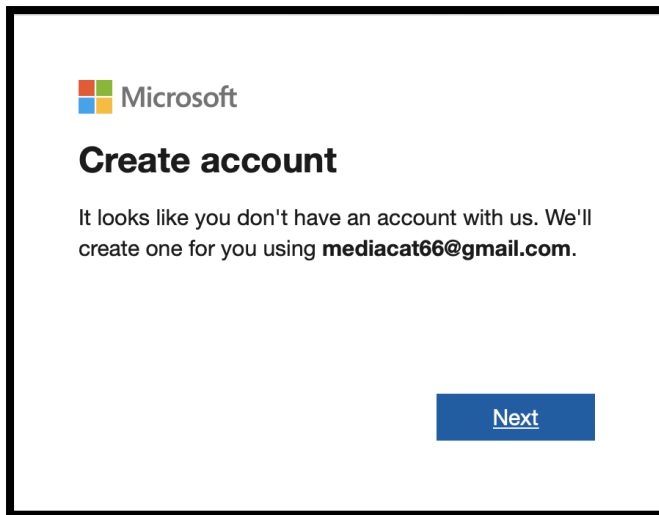 Microsoft
Create account
It looks like you don't have an account with us. We'll
create one for you using mediacat66@gmail.com.
Next